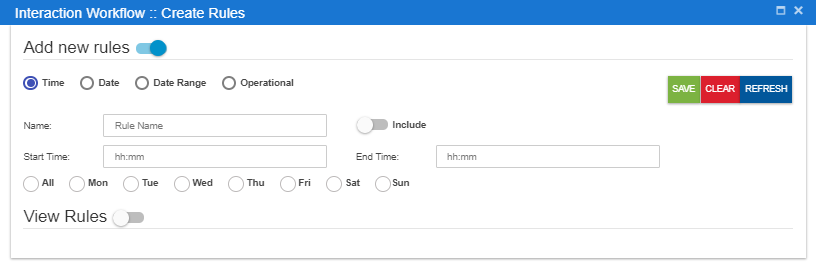 Interaction Workflow :: Create Rules
Add new rules
Time Date Date Range Operational
SAVE CLEAR REFRESH
Name: Rule Name Include
Start Time: hh:mm End Time: hh:mm
All Mon Tue Wed Thu Fri Sat Sun
View Rules